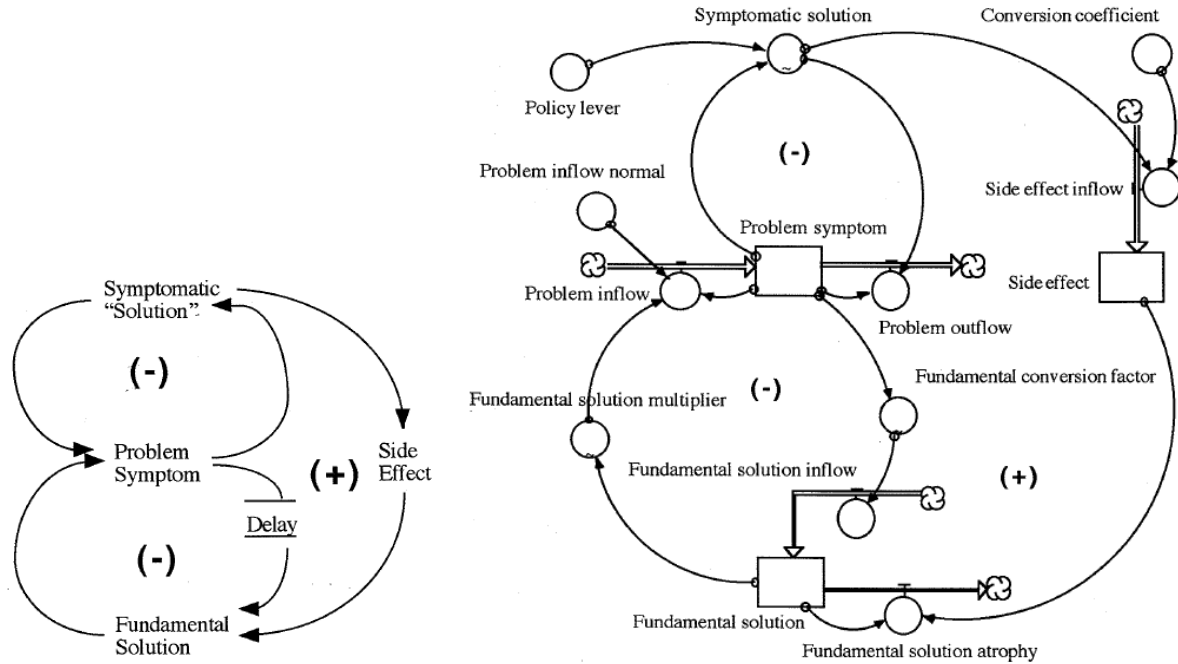 Symptomatic
“Solution”
(-)
Problem
Symptom
(+)
Side
Effect
Delay
(-)
Fundamental
Solution
Symptomatic solution
Conversion coefficient
~
Policy lever
(-)
Problem inflow normal
Side effect inflow
Problem symptom
Problem inflow
Side effect
Problem outflow
Fundamental conversion factor
(-)
Fundamental solution multiplier
~
Fundamental solution inflow
(+)
Fundamental solution
Fundamental solution atrophy